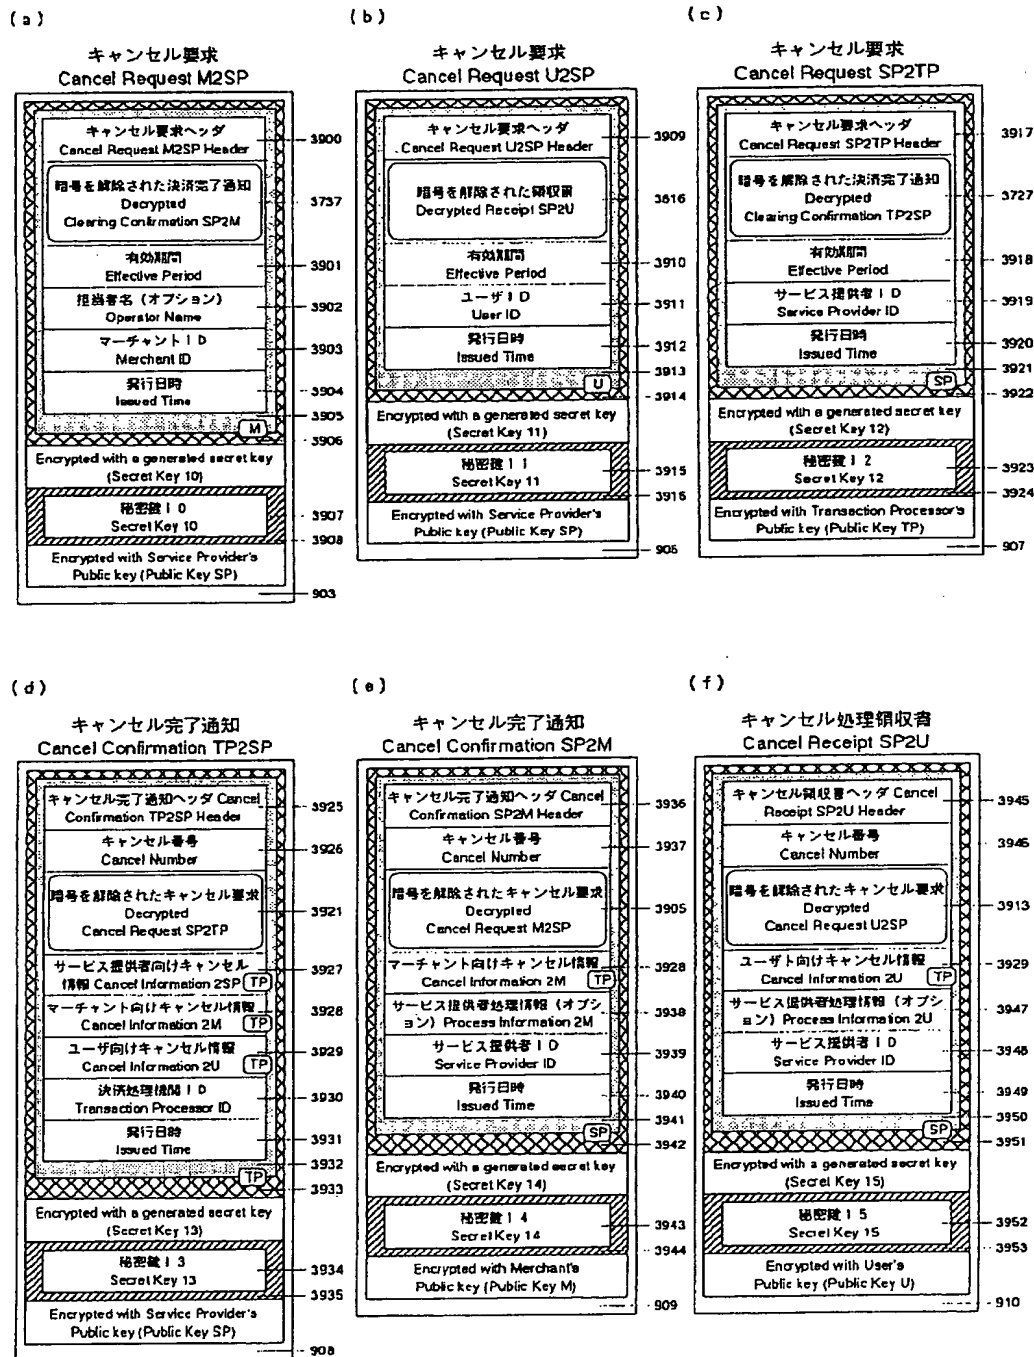 (a)
キャンセル要求
Cancel Request M2SP
キャンセル要求ヘッダ
Cancel Request M2SP Header
3900
暗号を解除された決済完了通知
Decrypted
Clearing Confirmation SP2M
3737
有効期間
Effective Period
3901
担当者名(オプション)
Operator Name
3902
マーチャントID
Merchent ID
3903
発行日時
Issued Time
3904
3905
M
3906
Encrypted with a generated secret key
(Secret Key 10)
秘密鍵10
Secret Key 10
3907
3908
Encrypted with Service Provider's
Public key (Public Key SP)
903
(b)
キャンセル要求
Cancel Request U2SP
キャンセル要求ヘッダ
Cancel Request U2SP Header
3909
暗号を解除された領収書
Decrypted Receipt SP2U
3816
有効期間
Effective Period
3910
ユーザID
User ID
3911
発行日時
Issued Time
3912
3913
U
3914
Encrypted with a generated secret key
(Secret Key 11)
秘密鍵11
Secret Key 11
3915
3916
Encrypted with Service Provider's
Public key (Public Key SP)
905
(c)
キャンセル要求
Cancel Request SP2TP
キャンセル要求ヘッダ
Cancel Request SP2TP Header
3917
暗号を解除された決済完了通知
Decrypted
Clearing Confirmation TP2SP
3727
有効期間
Effective Period
3918
サービス提供者ID
Service Provider ID
3919
発行日時
Issued Time
3920
3921
SP
3922
Encrypted with a generated secret key
(Secret Key 12)
秘密鍵12
Secret Key 12
3923
3924
Encrypted with Transaction Processor's
Public key (Public Key TP)
907
(d)
キャンセル完了通知
Cancel Confirmation TP2SP
キャンセル完了通知ヘッダ Cancel
Confirmation TP2SP Header
3925
キャンセル番号
Cancel Number
3926
暗号を解除されたキャンセル要求
Decrypted
Cancel Request SP2TP
3921
サービス提供者向けキャンセル
情報 Cancel Information 2SP
TP
3927
マーチャント向けキャンセル情報
Cancel Information 2M
TP
3928
ユーザ向けキャンセル情報
Cancel Information 2U
TP
3929
決済処理機関ID
Transaction Processor ID
3930
発行日時
Issued Time
3931
3932
TP
3933
Encrypted with a generated secret key
(Secret Key 13)
秘密鍵13
Secret Key 13
3934
3935
Encrypted with Service Provider's
Public key (Public Key SP)
908
(e)
キャンセル完了通知
Cancel Confirmation SP2M
キャンセル完了通知ヘッダ Cancel
Confirmation SP2M Header
3936
キャンセル番号
Cancel Number
3937
暗号を解除されたキャンセル要求
Decrypted
Cancel Request M2SP
3905
マーチャント向けキャンセル情報
Cancel Information 2M
TP
3928
サービス提供者処理情報(オプシ
ョン)Process Information 2M
3938
サービス提供者ID
Service Provider ID
3939
発行日時
Issued Time
3940
3941
SP
3942
Encrypted with a generated secret key
(Secret Key 14)
秘密鍵14
Secret Key 14
3943
3944
Encrypted with Merchant's
Public key (Public Key M)
909
(f)
キャンセル処理領収書
Cancel Receipt SP2U
キャンセル領収書ヘッダ Cancel
Receipt SP2U Header
3945
キャンセル番号
Cancel Number
3946
暗号を解除されたキャンセル要求
Decrypted
Cancel Request U2SP
3913
ユーザト向けキャンセル情報
Cancel Information 2U
TP
3929
サービス提供者処理情報(オプシ
ョン)Process Information 2U
3947
サービス提供者ID
Service Provider ID
3948
発行日時
Issued Time
3949
3950
SP
3951
Encrypted with a generated secret key
(Secret Key 15)
秘密鍵15
Secret Key 15
3952
3953
Encrypted with User's
Public key (Public Key U)
910